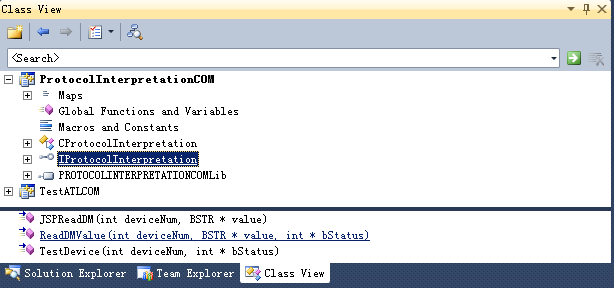 Class View
<Search>
ProtocolInterpretationCOM
Maps
Global Functions and Variables
Macros and Constants
CProtocolInterpretation
IProtocolInterpretation
PROTOCOLINTERPRETATIONCOMLib
TestATLCOM
JSPReadDM(int deviceNum, BSTR * value)
ReadDMValue(int deviceNum, BSTR * value, int * bStatus)
TestDevice(int deviceNum, int * bStatus)
Solution Explorer Team Explorer Class View